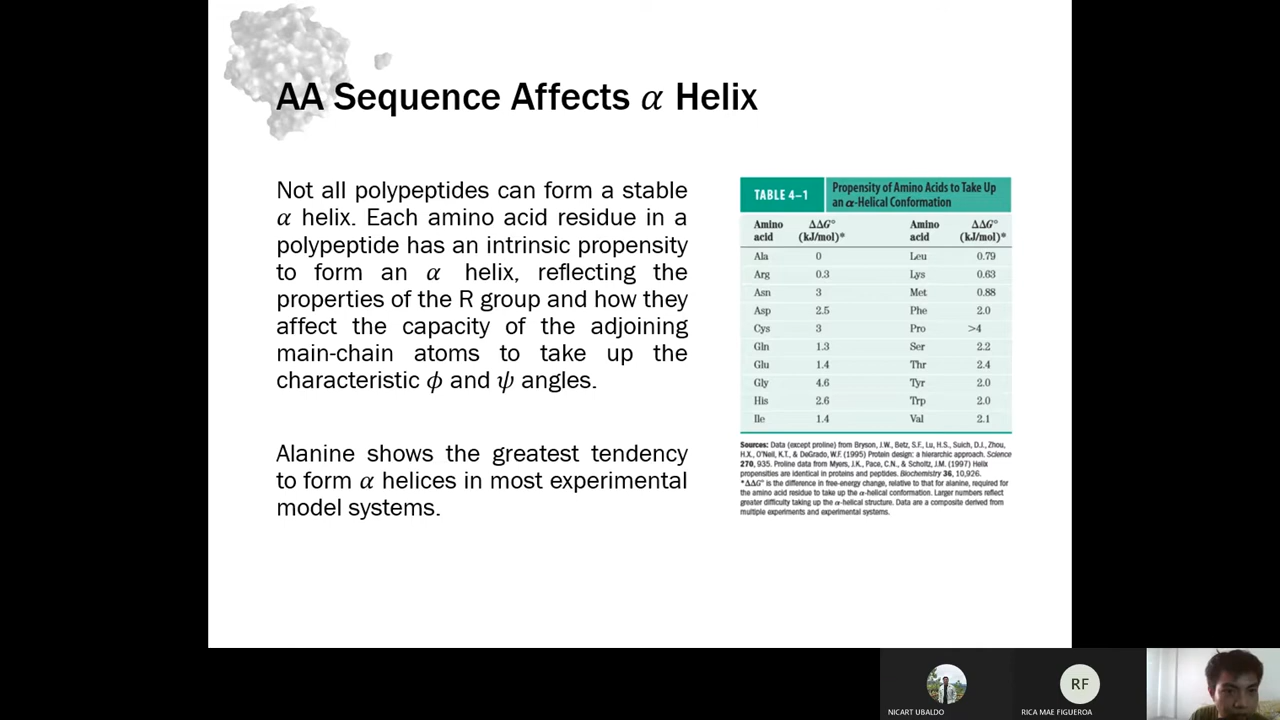 AA Sequence Affects α Helix
Not all polypeptides can form a stable
α helix. Each amino acid residue in a
polypeptide has an intrinsic propensity
to form an α helix, reflecting the
properties of the R group and how they
affect the capacity of the adjoining
main-chain atoms to take up the
characteristic ϕ and ψ angles.
Alanine shows the greatest tendency
to form α helices in most experimental
model systems.
TABLE 4–1 Propensity of Amino Acids to Take Up
an α-Helical Conformation
Amino ΔΔG° Amino ΔΔG°
acid (kJ/mol)* acid (kJ/mol)*
Ala 0 Leu 0.79
Arg 0.3 Lys 0.63
Asn 3 Met 0.88
Asp 2.5 Phe 2.0
Cys 3 Pro >4
Gln 1.3 Ser 2.2
Glu 1.4 Thr 2.4
Gly 4.6 Tyr 2.0
His 2.6 Trp 2.0
Ile 1.4 Val 2.1
Sources: Data (except proline) from Bryson, J.W., Betz, S.F., Lu, H.S., Suich, D.J., Zhou,
H.X., O'Neil, K.T., & DeGrado, W.F. (1995) Protein design: a hierarchic approach. Science
270, 935. Proline data from Myers, J.K., Pace, C.N., & Scholtz, J.M. (1997) Helix
propensities are identical in proteins and peptides. Biochemistry 36, 10,926.
*ΔΔG° is the difference in free-energy change, relative to that for alanine, required for
the amino acid residue to take up the α-helical conformation. Larger numbers reflect
greater difficulty taking up the α-helical structure. Data are a composite derived from
multiple experiments and experimental systems.
RF
NICART UBALDO
RICA MAE FIGUEROA